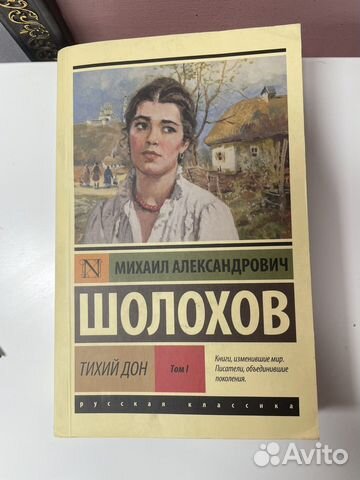 N
МИХАИЛ АЛЕКСАНДРОВИЧ
ШОЛОХОВ
ТИХИЙ ДОН
Том I
Книги, изменившие мир.
Писатели, объединившие
поколения.
русская классика
Avito